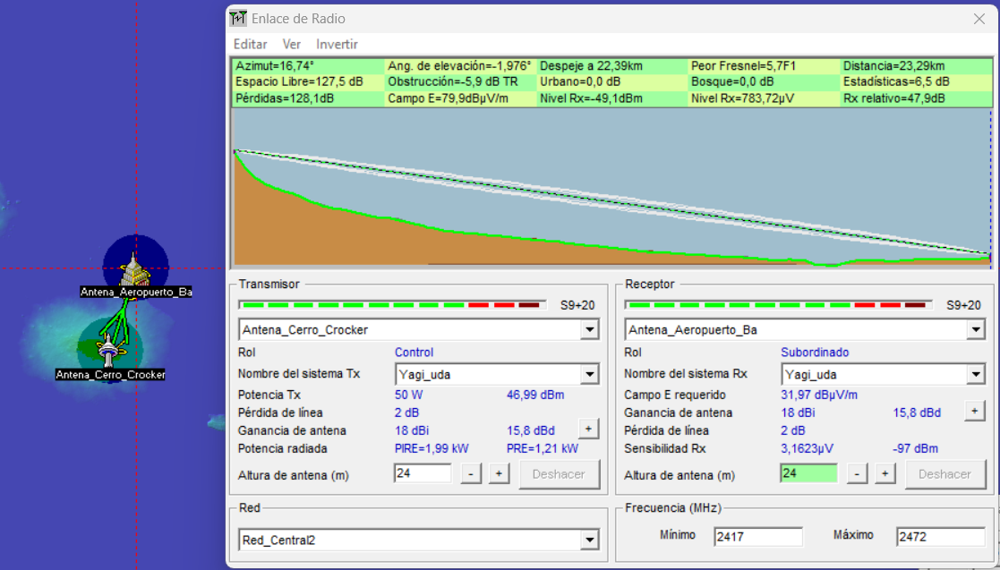 Enlace de Radio
Editar Ver Invertir
Azimut=16,74° Ang. de elevación=-1,976° Despeje a 22,39km Peor Fresnel=5,7F1 Distancia=23,29km
Espacio Libre=127,5 dB Obstrucción=-5,9 dB TR Urbano=0,0 dB Bosque=0,0 dB Estadísticas=6,5 dB
Pérdidas=128,1dB Campo E=79,9dBµV/m Nivel Rx=-49,1dBm Nivel Rx=783,72µV Rx relativo=47,9dB
Antena_Aeropuerto_Ba
Antena_Cerro_Crocker
Transmisor
S9+20
Antena_Cerro_Crocker
Rol Control
Nombre del sistema Tx Yagi_uda
Potencia Tx 50 W 46,99 dBm
Pérdida de línea 2 dB
Ganancia de antena 18 dBi 15,8 dBd +
Potencia radiada PIRE=1,99 kW PRE=1,21 kW
Altura de antena (m) 24 - + Deshacer
Red
Red_Central2
Receptor
S9+20
Antena_Aeropuerto_Ba
Rol Subordinado
Nombre del sistema Rx Yagi_uda
Campo E requerido 31,97 dBµV/m
Ganancia de antena 18 dBi 15,8 dBd +
Pérdida de línea 2 dB
Sensibilidad Rx 3,1623µV -97 dBm
Altura de antena (m) 24 - + Deshacer
Frecuencia (MHz)
Mínimo 2417 Máximo 2472